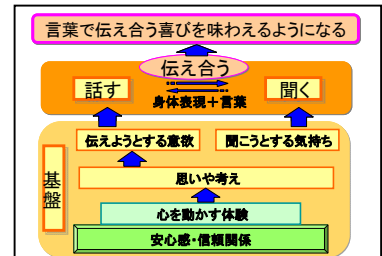 言葉で伝え合う喜びを味わえるようになる
伝え合う
話す
聞く
身体表現＋言葉
伝えようとする意欲
聞こうとする気持ち
基盤
思いや考え
心を動かす体験
安心感・信頼関係